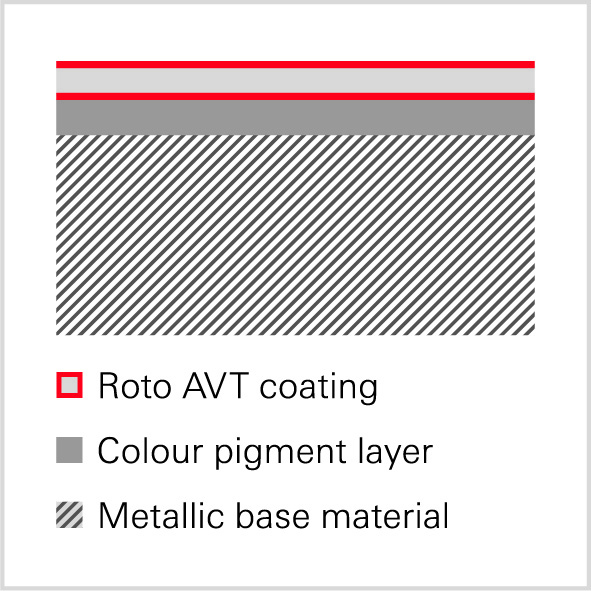 Roto AVT coating
Colour pigment layer
Metallic base material